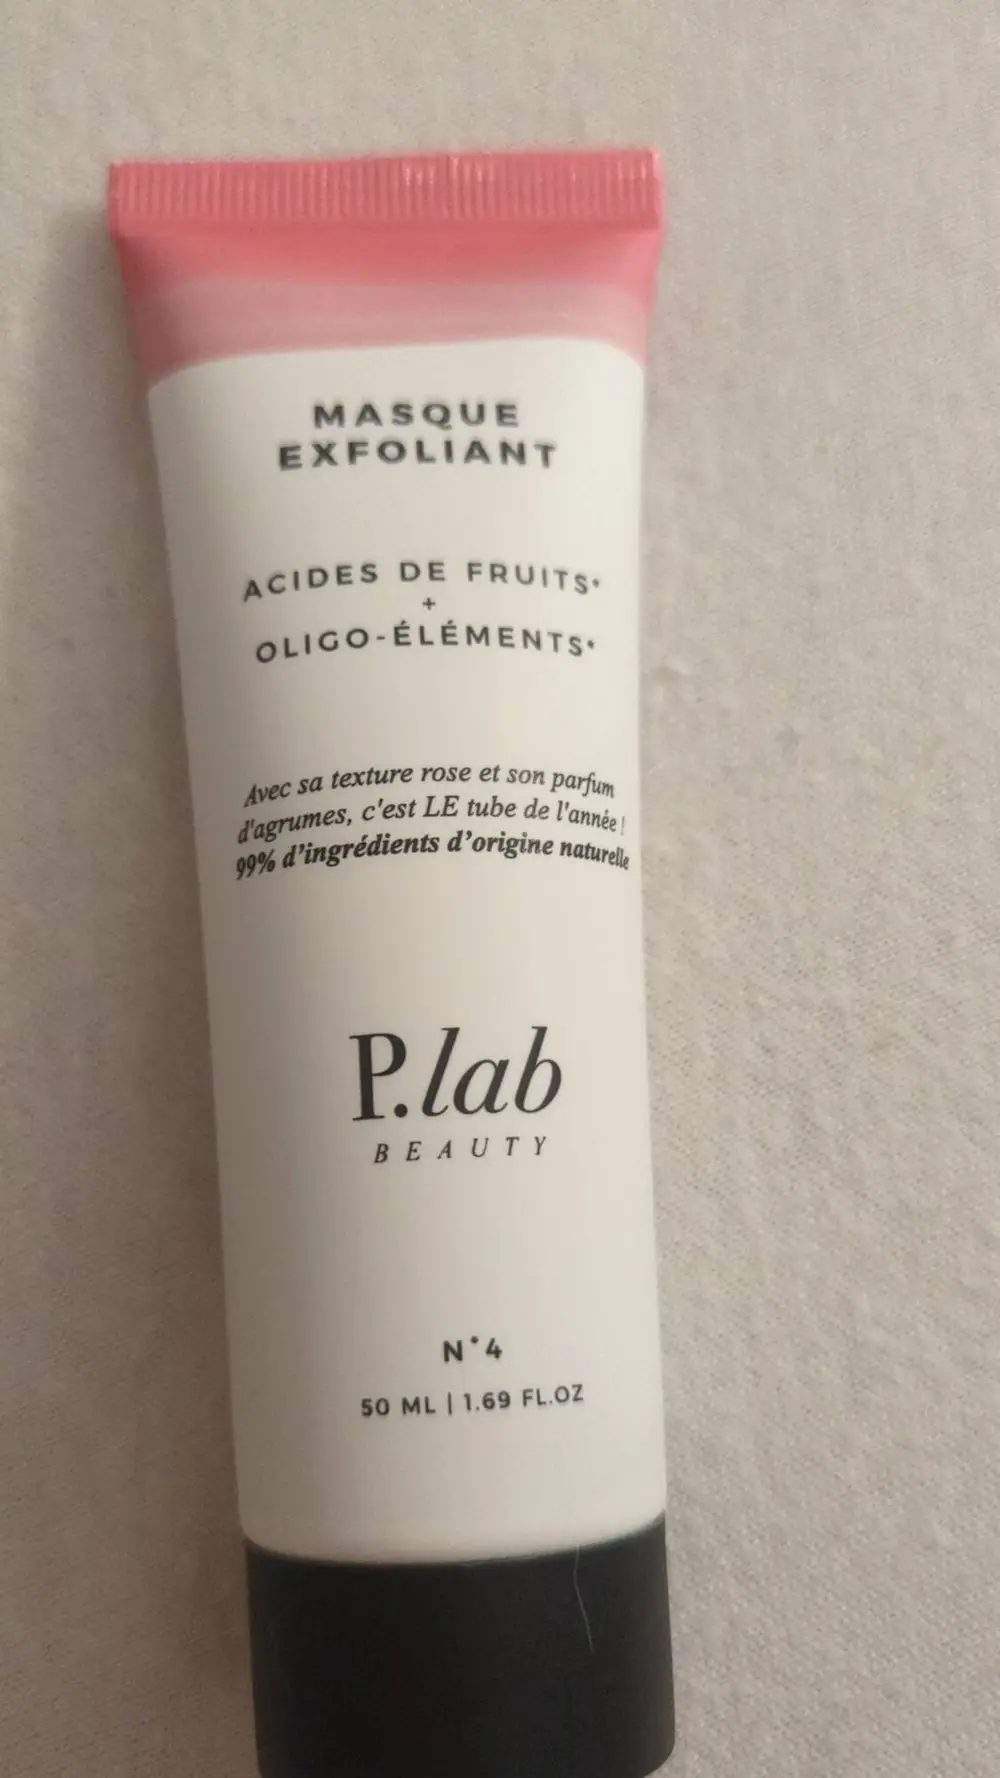 MASQUE
EXFOLIANT
ACIDES DE FRUITS*
+
OLIGO-ÉLÉMENTS*
Avec sa texture rose et son parfum
d'agrumes, c'est LE tube de l'année !
99% d'ingrédients d'origine naturelle
P.lab
BEAUTY
N°4
50 ML | 1.69 FL.OZ